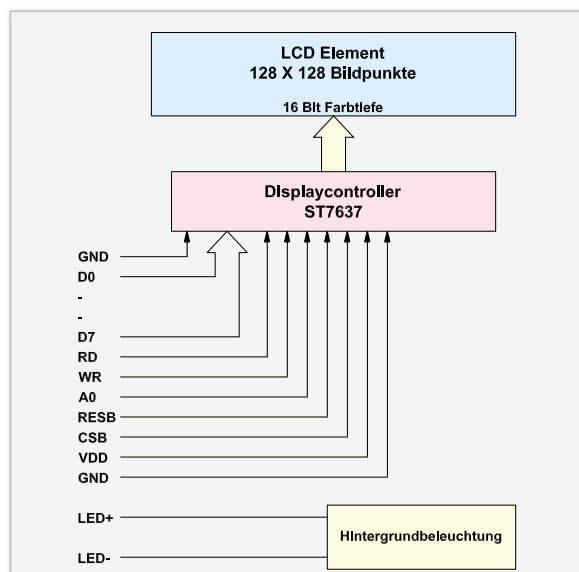 LCD Element
128 X 128 Bildpunkte
16 BIt Farbtlefe
DIsplaycontroller
ST7637
GND
D0
-
-
D7
RD
WR
A0
RESB
CSB
VDD
GND
LED+
HIntergrundbeleuchtung
LED-